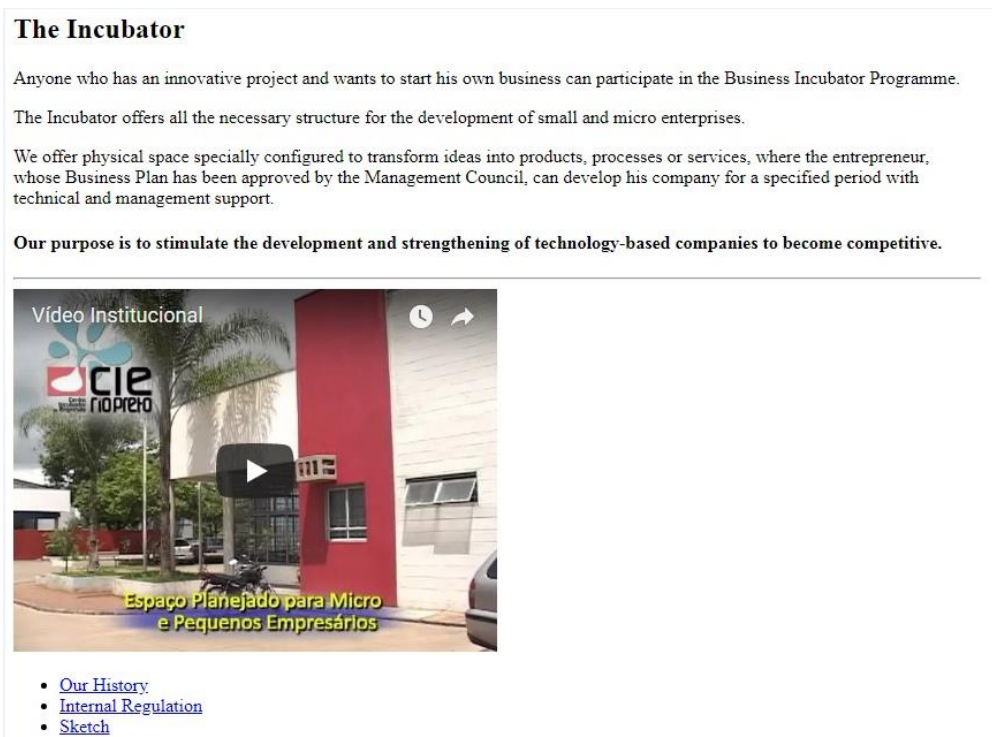 The Incubator
Anyone who has an innovative project and wants to start his own business can participate in the Business Incubator Programme.
The Incubator offers all the necessary structure for the development of small and micro enterprises.
We offer physical space specially configured to transform ideas into products, processes or services, where the entrepreneur,
whose Business Plan has been approved by the Management Council, can develop his company for a specified period with
technical and management support.
Our purpose is to stimulate the development and strengthening of technology-based companies to become competitive.
Vídeo Institucional
cie
rio preto
Espaço Planejado para Micro
e Pequenos Empresários
Our History
Internal Regulation
Sketch